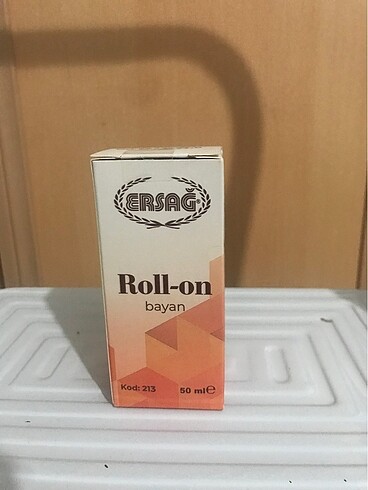 ERSAĞ
Roll-on
bayan
Kod: 213
50 ml℮